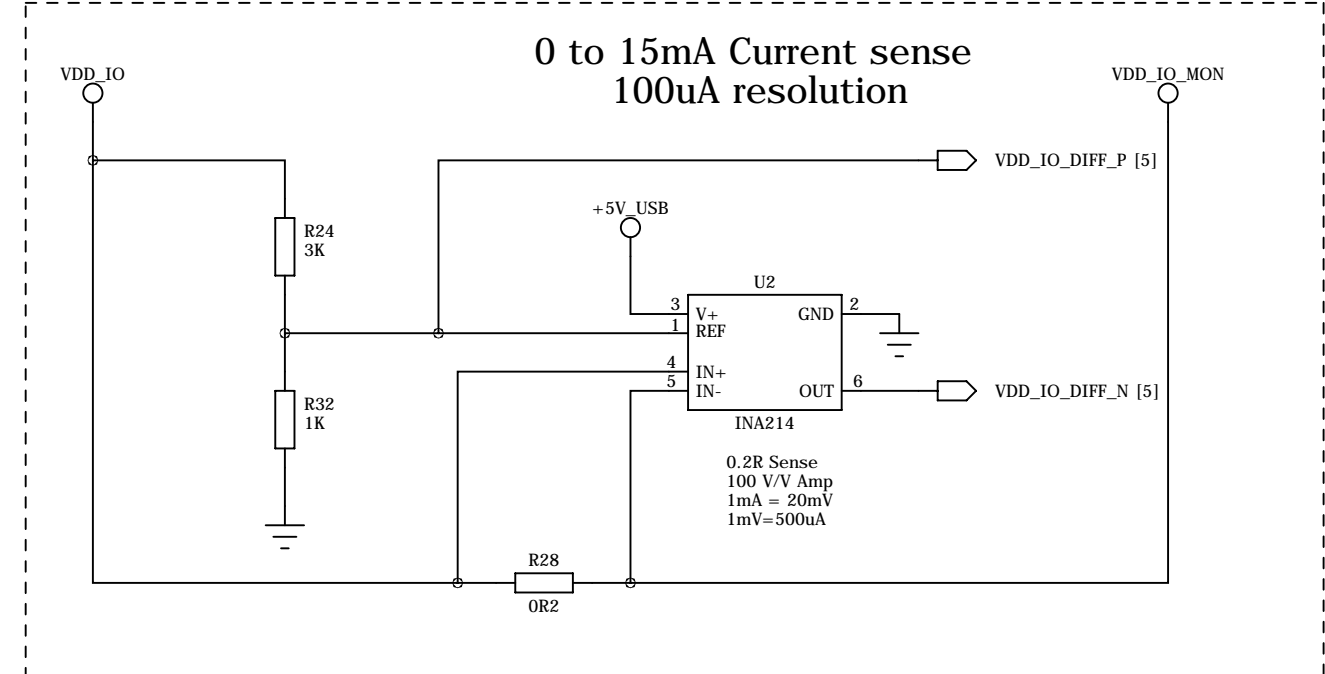 0 to 15mA Current sense
100uA resolution
VDD_IO
VDD_IO_MON
VDD_IO_DIFF_P [5]
+5V_USB
R24
3K
U2
3
V+
GND
2
1
REF
4
IN+
5
IN-
OUT
6
VDD_IO_DIFF_N [5]
INA214
R32
1K
0.2R Sense
100 V/V Amp
1mA = 20mV
1mV=500uA
R28
0R2